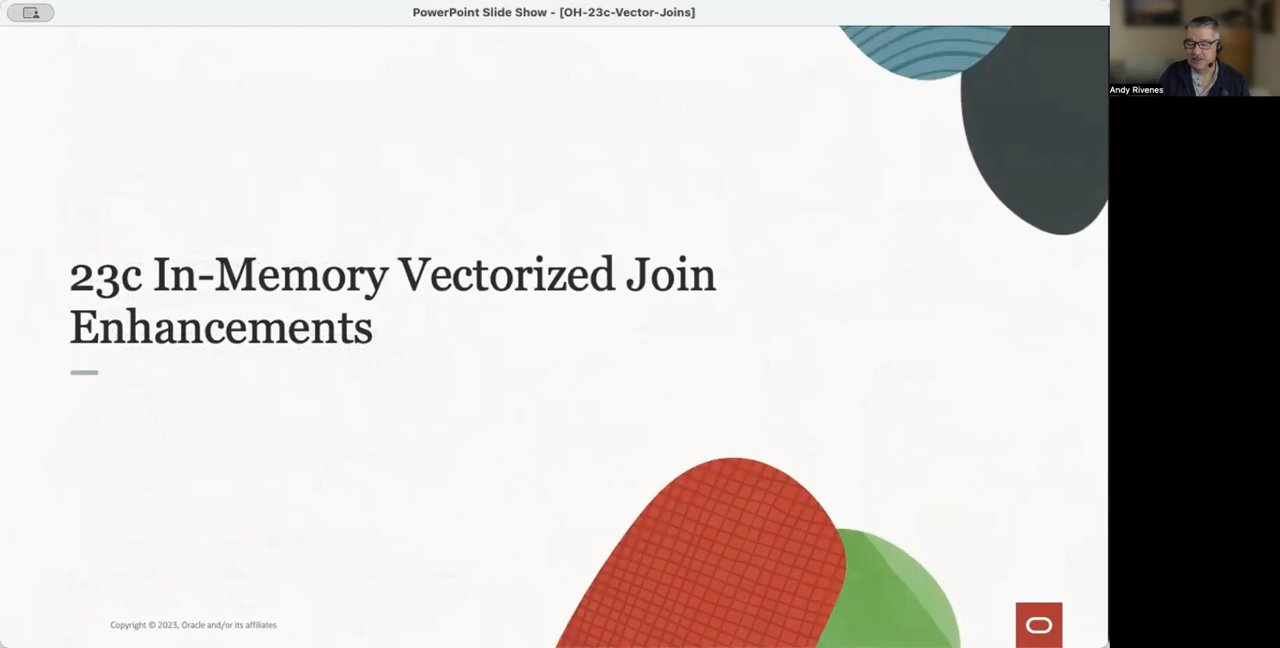 PowerPoint Slide Show - [OH-23c-Vector-Joins]
Andy Rivenes
23c In-Memory Vectorized Join
Enhancements
Copyright © 2023, Oracle and/or its affiliates